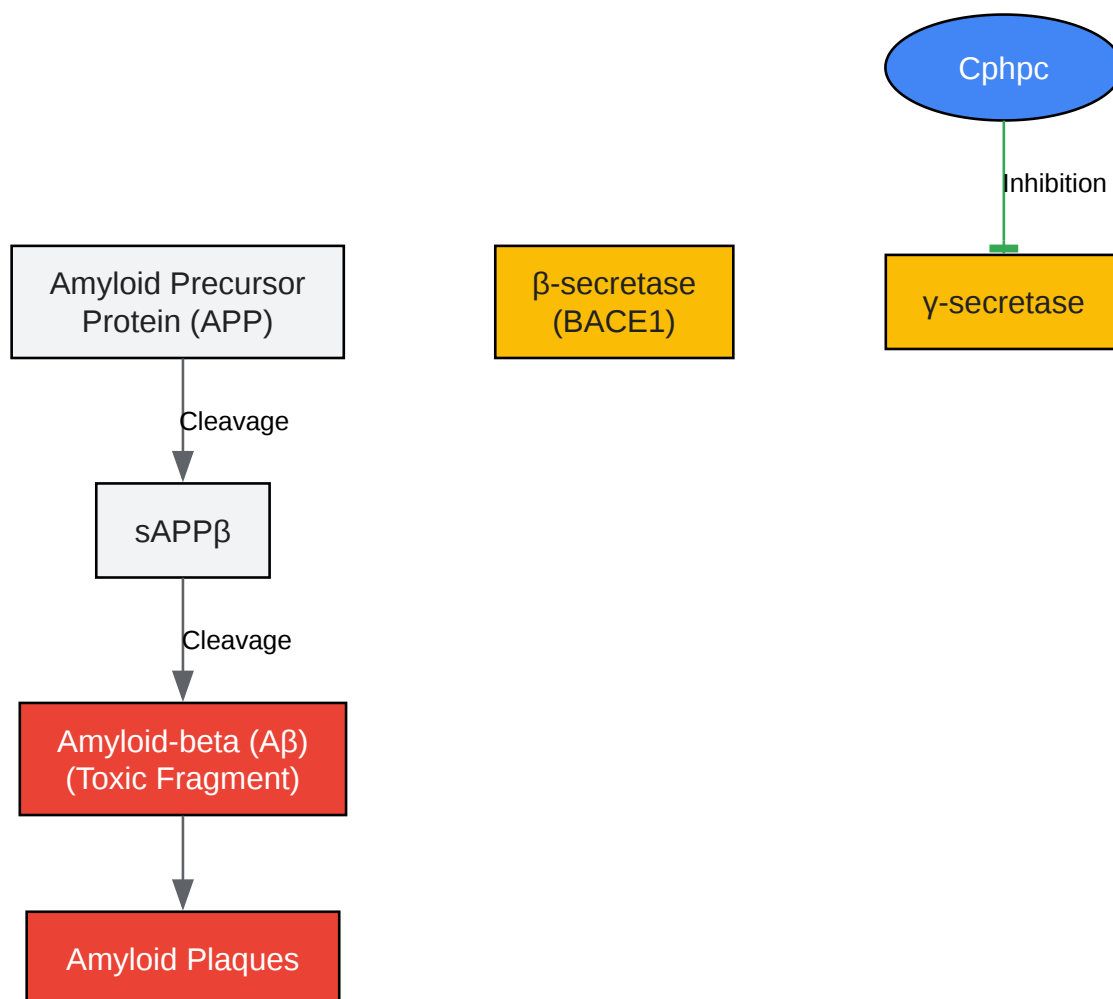 Cphpc
Inhibition
Amyloid Precursor
Protein (APP)
β-secretase
(BACE1)
γ-secretase
Cleavage
sAPPβ
Cleavage
Amyloid-beta (Aβ)
(Toxic Fragment)
Amyloid Plaques